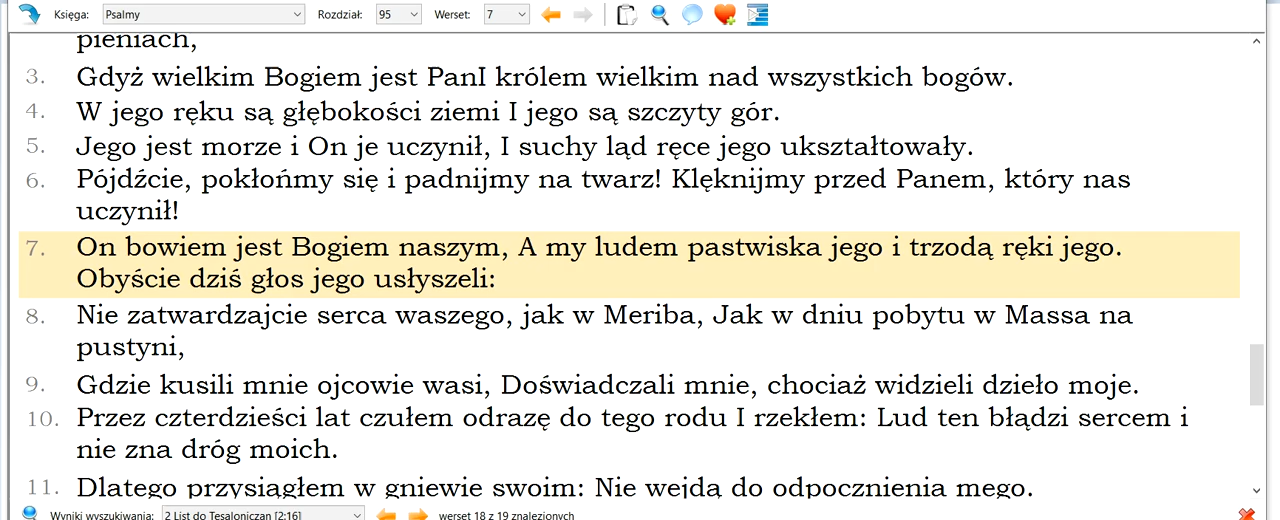 Księga: Psalmy Rozdział: 95 Werset: 7
pieniach,
3. Gdyż wielkim Bogiem jest PanI królem wielkim nad wszystkich bogów.
4. W jego ręku są głębokości ziemi I jego są szczyty gór.
5. Jego jest morze i On je uczynił, I suchy ląd ręce jego ukształtowały.
6. Pójdźcie, pokłońmy się i padnijmy na twarz! Klęknijmy przed Panem, który nas
uczynił!
7. On bowiem jest Bogiem naszym, A my ludem pastwiska jego i trzodą ręki jego.
Obyście dziś głos jego usłyszeli:
8. Nie zatwardzajcie serca waszego, jak w Meriba, Jak w dniu pobytu w Massa na
pustyni,
9. Gdzie kusili mnie ojcowie wasi, Doświadczali mnie, chociaż widzieli dzieło moje.
10. Przez czterdzieści lat czułem odrazę do tego rodu I rzekłem: Lud ten błądzi sercem i
nie zna dróg moich.
11. Dlatego przysiągłem w gniewie swoim: Nie wejdą do odpocznienia mego.
Wyniki wyszukiwania: 2 List do Tesaloniczan [2:16] werset 18 z 19 znalezionych